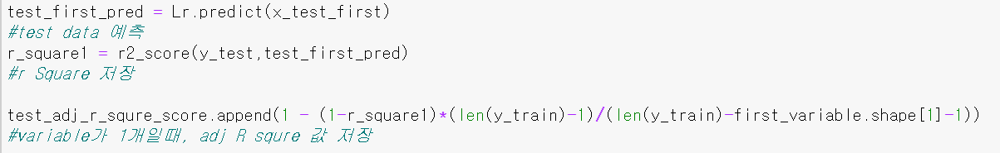 test_first_pred = Lr.predict(x_test_first)
#test data 예측
r_square1 = r2_score(y_test,test_first_pred)
#r Square 저장
test_adj_r_squre_score.append(1 - (1-r_square1)*(len(y_train)-1)/(len(y_train)-first_variable.shape[1]-1))
#variable가 1개일때, adj R squre 값 저장